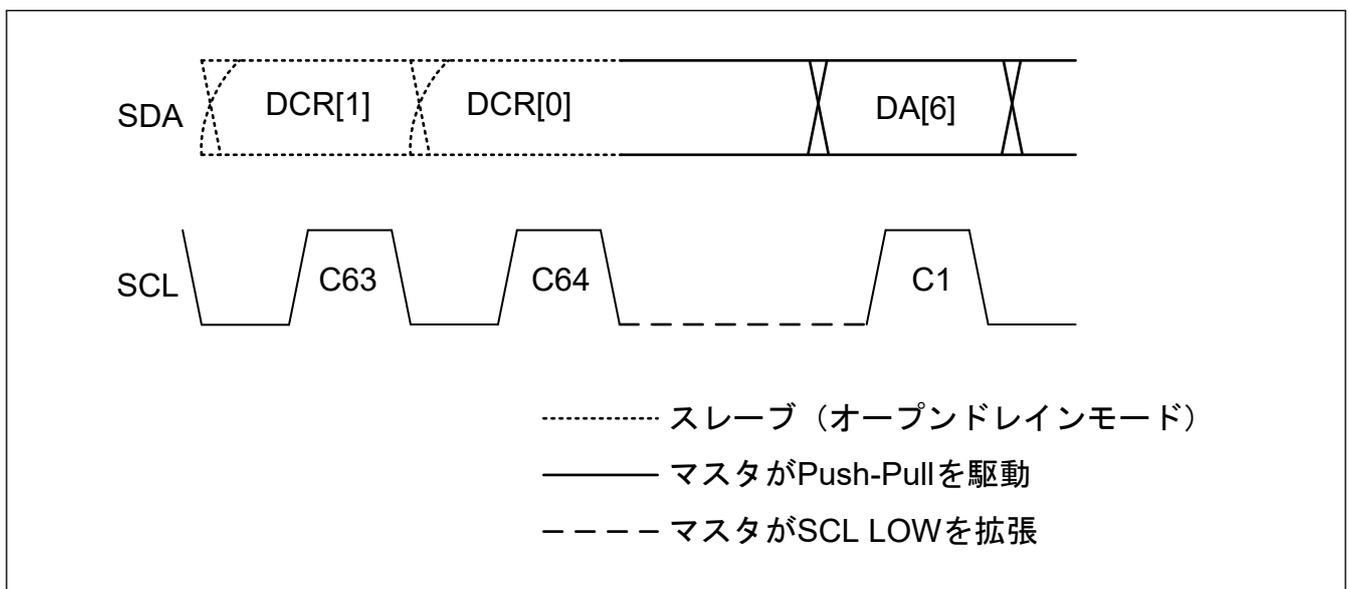 SDA DCR[1] DCR[0] DA[6]
SCL C63 C64 C1
スレーブ（オープンドレインモード）
マスタがPush-Pullを駆動
マスタがSCL LOWを拡張